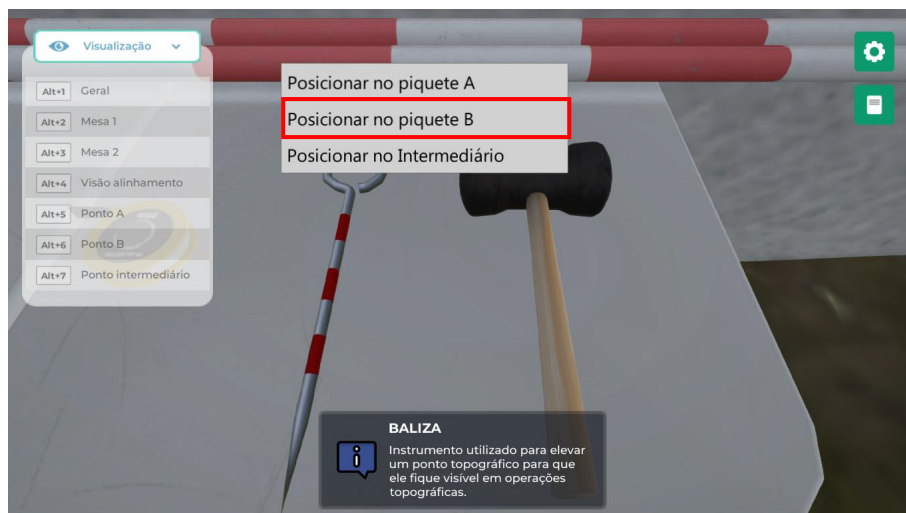 Visualização
Alt+1 Geral
Alt+2 Mesa 1
Alt+3 Mesa 2
Alt+4 Visão alinhamento
Alt+5 Ponto A
Alt+6 Ponto B
Alt+7 Ponto intermediário
Posicionar no piquete A
Posicionar no piquete B
Posicionar no Intermediário
BALIZA
Instrumento utilizado para elevar
um ponto topográfico para que
ele fique visível em operações
topográficas.